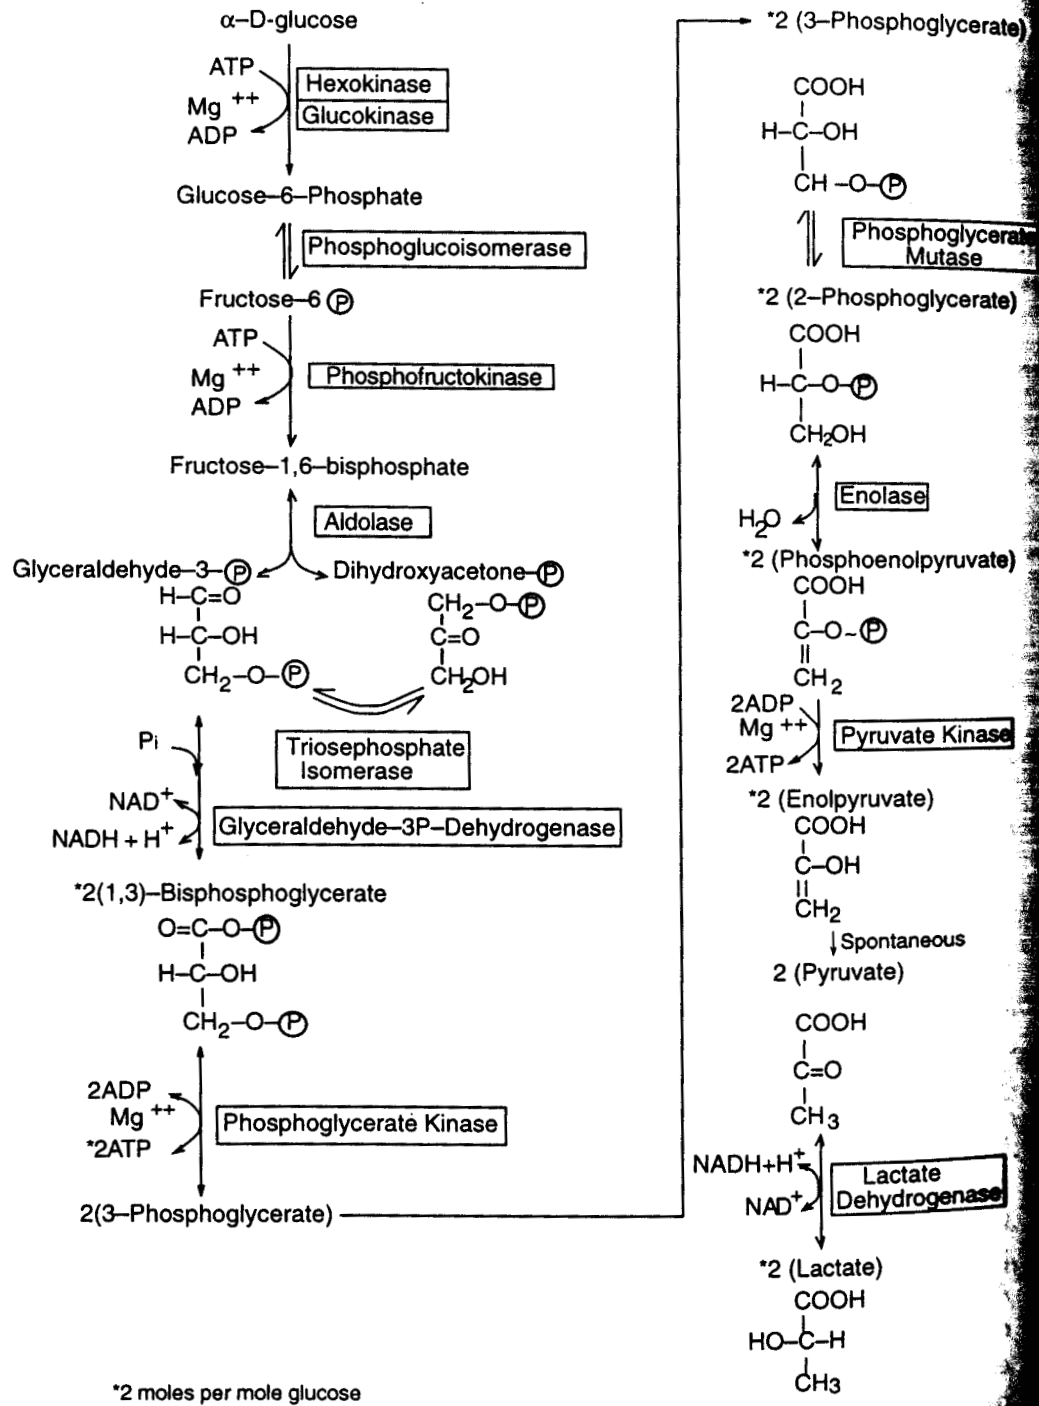 α–D-glucose
ATP
Mg ++
ADP
Hexokinase
Glucokinase
Glucose–6–Phosphate
Phosphoglucoisomerase
Fructose–6 P
ATP
Mg ++
ADP
Phosphofructokinase
Fructose–1,6–bisphosphate
Aldolase
Glyceraldehyde–3–P
H–C=O
H–C–OH
CH2–O–P
Dihydroxyacetone–P
CH2–O–P
C=O
CH2OH
Triosephosphate
Isomerase
Pi
NAD+
NADH + H+
Glyceraldehyde–3P–Dehydrogenase
*2(1,3)–Bisphosphoglycerate
O=C–O–P
H–C–OH
CH2–O–P
2ADP
Mg ++
*2ATP
Phosphoglycerate Kinase
2(3–Phosphoglycerate)
*2 moles per mole glucose
*2 (3–Phosphoglycerate)
COOH
H–C–OH
CH –O–P
Phosphoglycerate
Mutase
*2 (2–Phosphoglycerate)
COOH
H–C–O–P
CH2OH
H2O
Enolase
*2 (Phosphoenolpyruvate)
COOH
C–O~P
CH2
2ADP
Mg ++
2ATP
Pyruvate Kinase
*2 (Enolpyruvate)
COOH
C–OH
CH2
Spontaneous
2 (Pyruvate)
COOH
C=O
CH3
NADH+H+
NAD+
Lactate
Dehydrogenase
*2 (Lactate)
COOH
HO–C–H
CH3